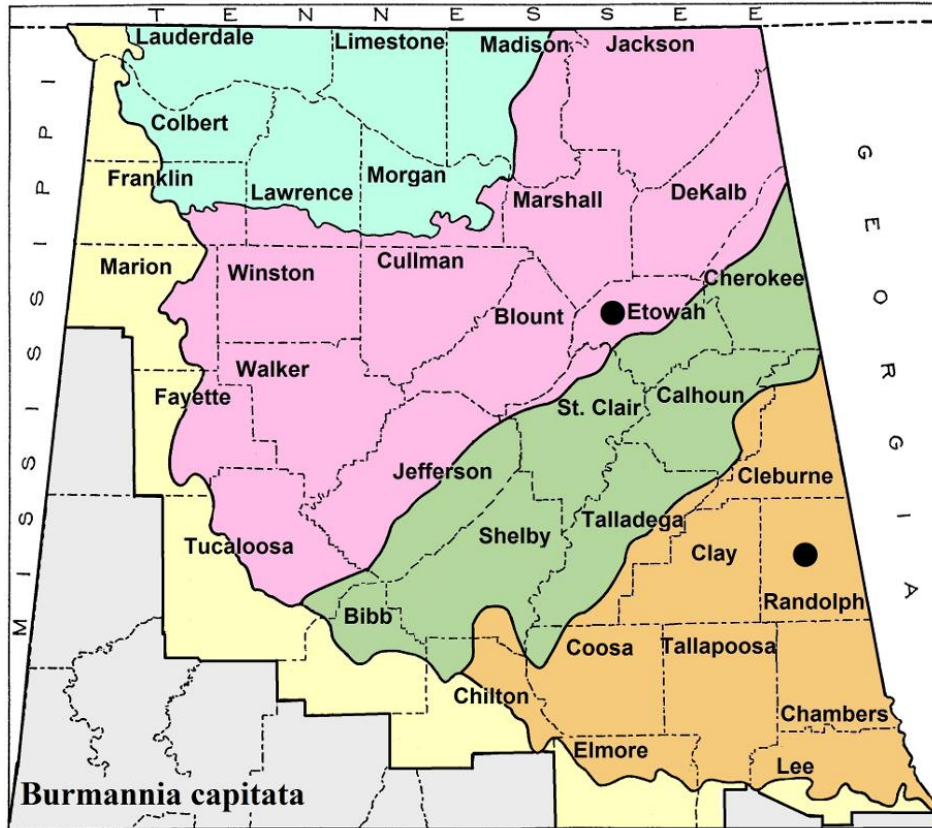 TENNESSEE
Lauderdale
Limestone
Madison
Jackson
MISSISSIPPI
GEORGIA
Colbert
Franklin
Lawrence
Morgan
Marshall
DeKalb
Marion
Winston
Cullman
Cherokee
Blount
Etowah
Walker
Fayette
St. Clair
Calhoun
Jefferson
Cleburne
Shelby
Talladega
Tucaloosa
Clay
Randolph
Bibb
Coosa
Tallapoosa
Chilton
Chambers
Elmore
Lee
Burmannia capitata